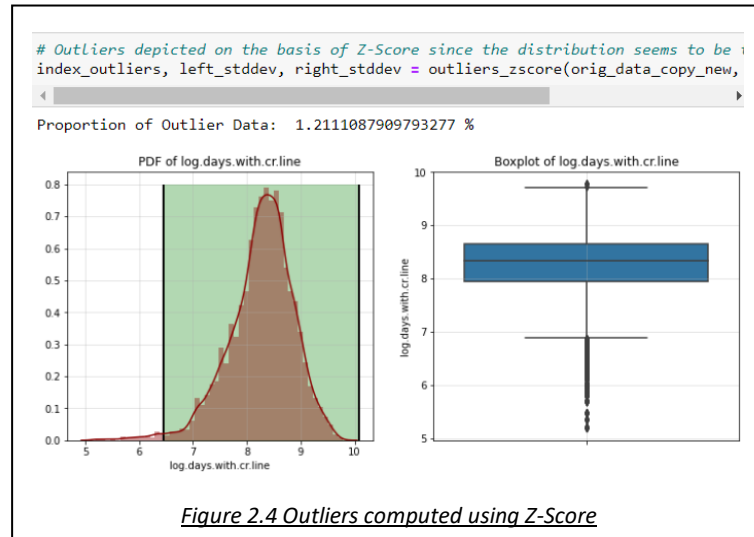 # Outliers depicted on the basis of Z-Score since the distribution seems to be
index_outliers, left_stddev, right_stddev = outliers_zscore(orig_data_copy_new,
Proportion of Outlier Data: 1.2111087909793277 %
PDF of log.days.with.cr.line
0.8
0.7
0.6
0.5
0.4
0.3
0.2
0.1
0.0
5 6 7 8 9 10
log.days.with.cr.line
Boxplot of log.days.with.cr.line
10
9
8
7
6
5
log.days.with.cr.line
Figure 2.4 Outliers computed using Z-Score